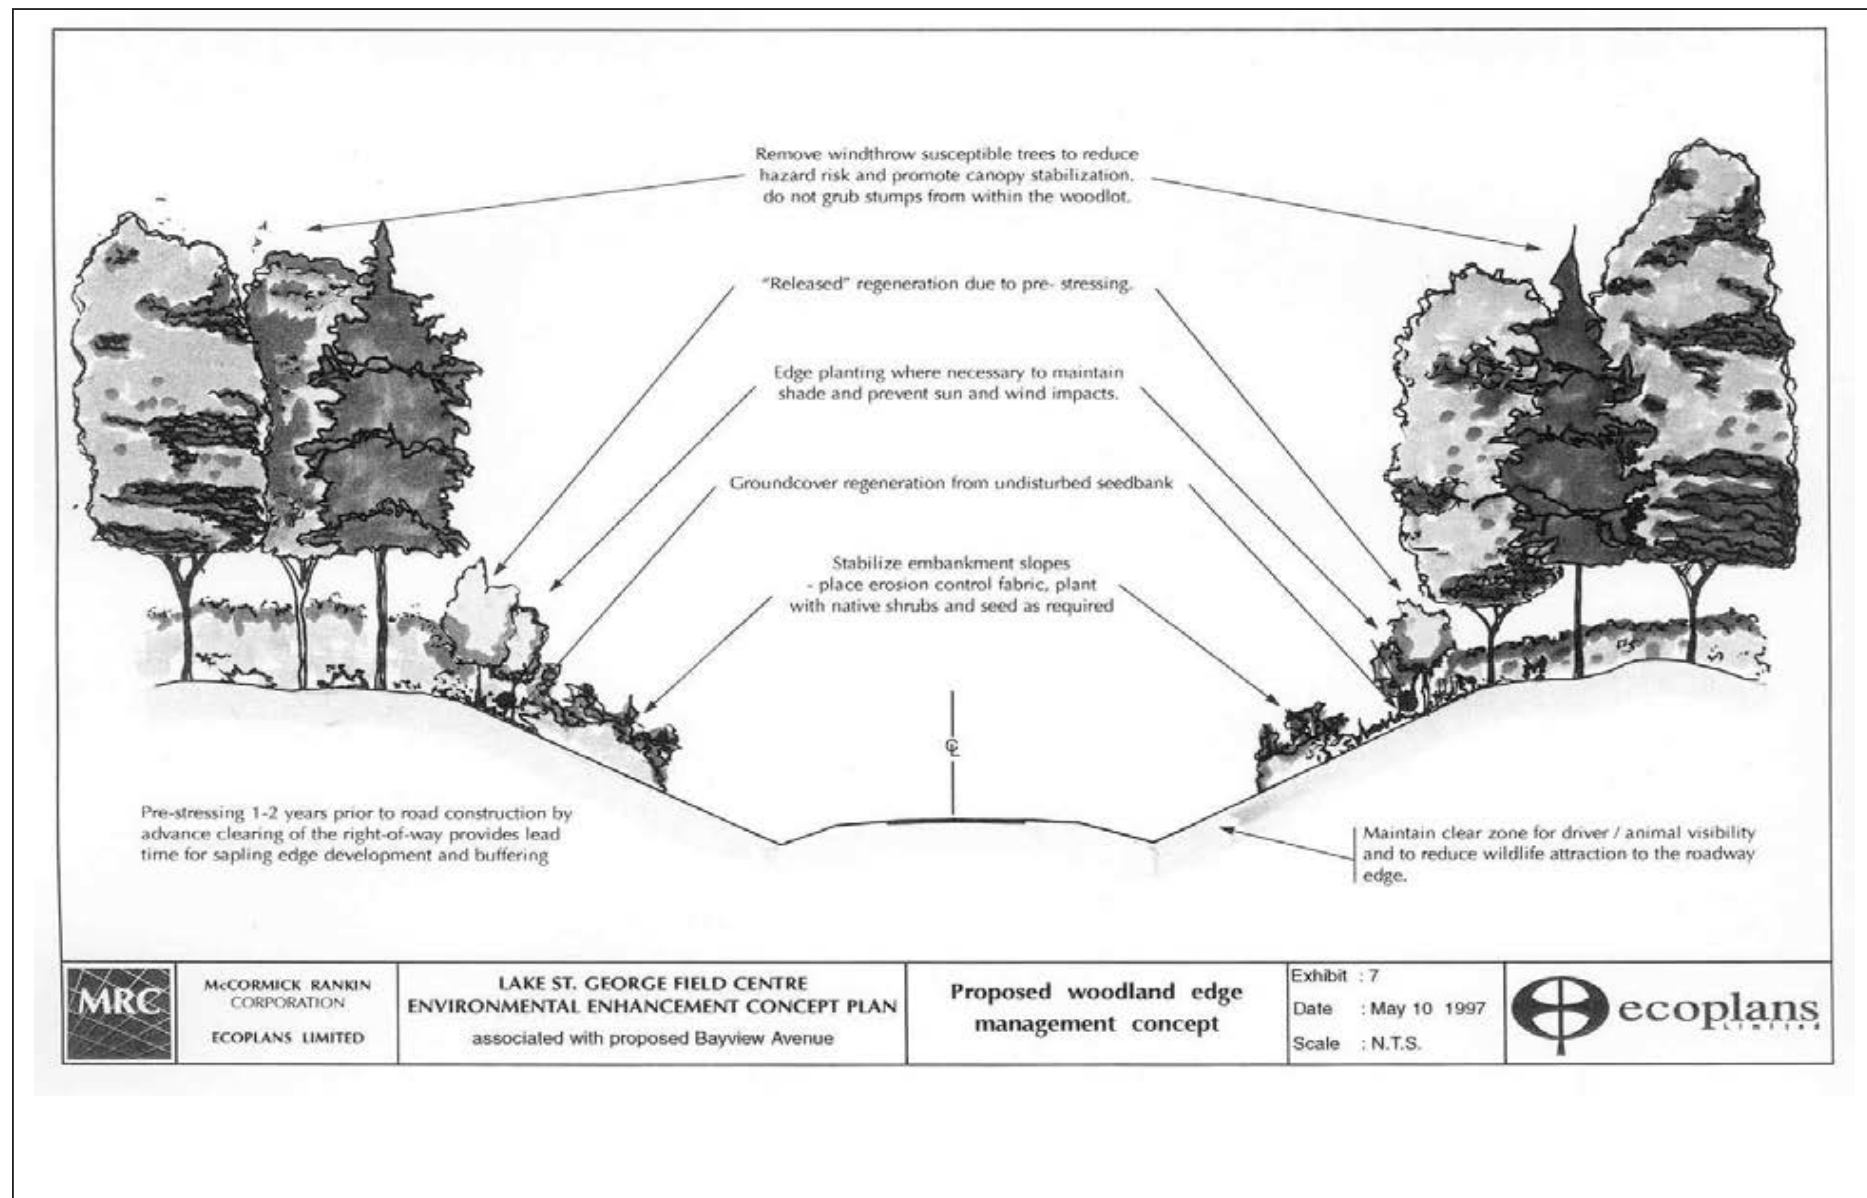 Remove windthrow susceptible trees to reduce
hazard risk and promote canopy stabilization.
do not grub stumps from within the woodlot.
"Released" regeneration due to pre- stressing.
Edge planting where necessary to maintain
shade and prevent sun and wind impacts.
Groundcover regeneration from undisturbed seedbank
Stabilize embankment slopes
- place erosion control fabric, plant
with native shrubs and seed as required
℄
Pre-stressing 1-2 years prior to road construction by
advance clearing of the right-of-way provides lead
time for sapling edge development and buffering
Maintain clear zone for driver / animal visibility
and to reduce wildlife attraction to the roadway
edge.
MRC
McCORMICK RANKIN
CORPORATION
ECOPLANS LIMITED
LAKE ST. GEORGE FIELD CENTRE
ENVIRONMENTAL ENHANCEMENT CONCEPT PLAN
associated with proposed Bayview Avenue
Proposed woodland edge
management concept
Exhibit : 7
Date : May 10 1997
Scale : N.T.S.
ecoplans
Limited